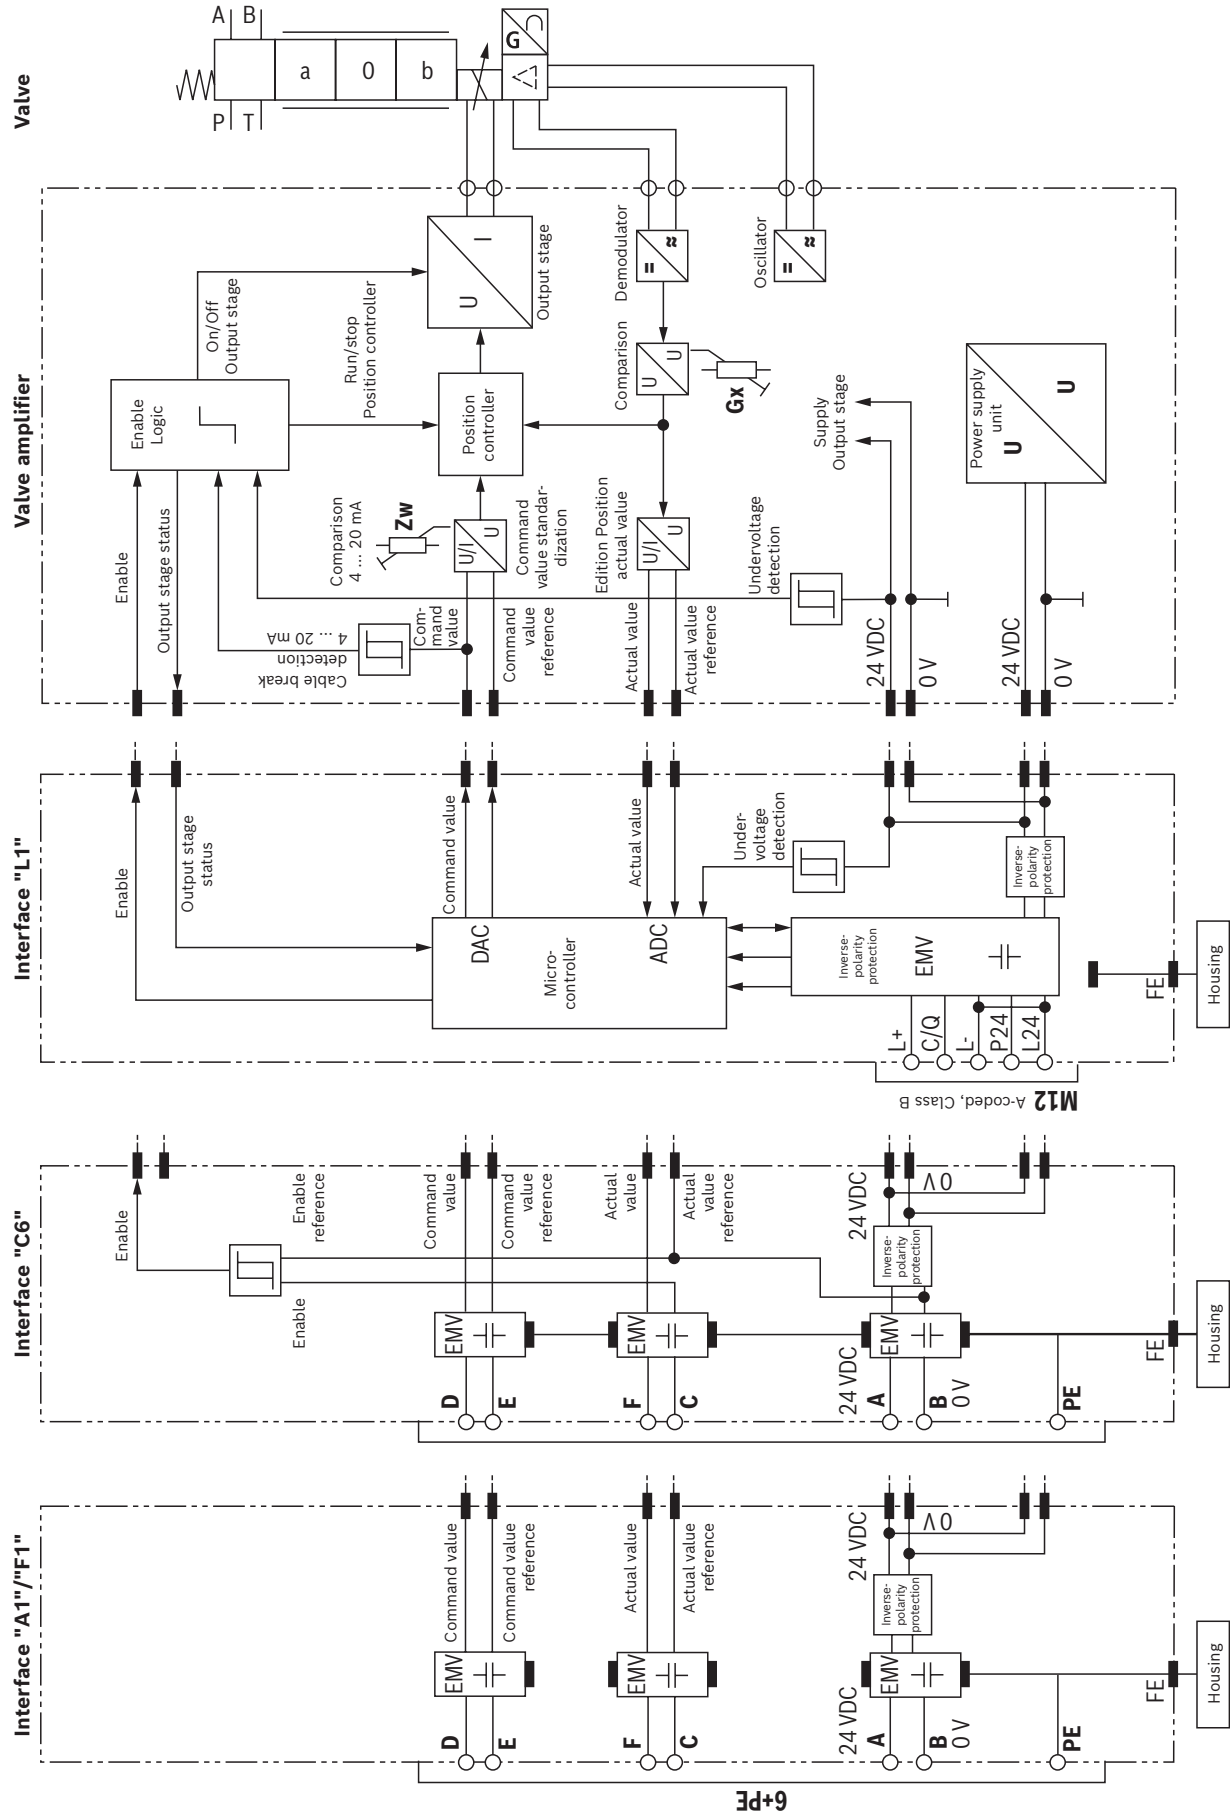 Valve
A
B
P
T
a
0
b
G
Valve amplifier
Enable
Output stage status
Enable
Logic
On/Off
Output stage
Run/stop
Position controller
Cable break
detection
4 ... 20 mA
Com-
mand
value
Command
value
reference
Comparison
4 ... 20 mA
Zw
U/I
U
Command
value standar-
dization
Position
controller
U
I
Output stage
Actual value
Actual value
reference
Edition Position
actual value
U/I
U
Comparison
U
U
Gx
Demodulator
=
≈
Oscillator
=
≈
Undervoltage
detection
Supply
Output stage
24 VDC
0 V
24 VDC
0 V
Power supply
unit
U
U
Interface "L1"
Enable
Output stage
status
Command value
DAC
Micro-
controller
ADC
Actual value
Under-
voltage
detection
Inverse-
polarity
protection
Inverse-
polarity
protection
EMV
L+
C/Q
L-
P24
L24
M12 A-coded, Class B
FE
Housing
Interface "C6"
Enable
Enable
Enable
reference
Command
value
Command
value
reference
D
E
EMV
Actual
value
Actual
value
reference
F
C
EMV
24 VDC
0 V
Inverse-
polarity
protection
24 VDC
A
B
0 V
EMV
PE
FE
Housing
Interface "A1"/"F1"
Command value
Command value
reference
D
E
EMV
Actual value
Actual value
reference
F
C
EMV
24 VDC
0 V
Inverse-
polarity
protection
24 VDC
A
B
0 V
EMV
PE
FE
Housing
6+PE